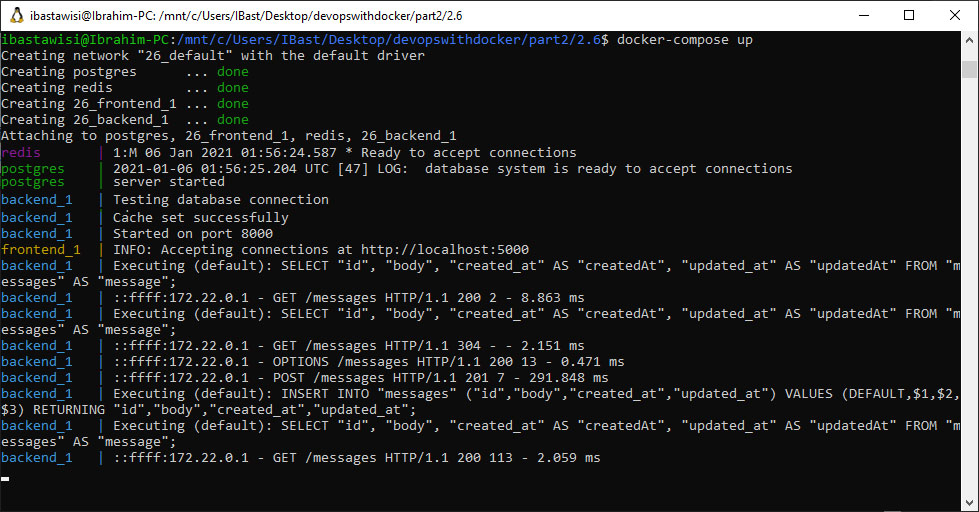 ibastawisi@Ibrahim-PC: /mnt/c/Users/IBast/Desktop/devopswithdocker/part2/2.6
ibastawisi@Ibrahim-PC:/mnt/c/Users/IBast/Desktop/devopswithdocker/part2/2.6$ docker-compose up
Creating network "26_default" with the default driver
Creating postgres      ... done
Creating redis         ... done
Creating 26_frontend_1 ... done
Creating 26_backend_1  ... done
Attaching to postgres, 26_frontend_1, redis, 26_backend_1
redis       | 1:M 06 Jan 2021 01:56:24.587 * Ready to accept connections
postgres    | 2021-01-06 01:56:25.204 UTC [47] LOG:  database system is ready to accept connections
postgres    | server started
backend_1   | Testing database connection
backend_1   | Cache set successfully
backend_1   | Started on port 8000
frontend_1  | INFO: Accepting connections at http://localhost:5000
backend_1   | Executing (default): SELECT "id", "body", "created_at" AS "createdAt", "updated_at" AS "updatedAt" FROM "m
essages" AS "message";
backend_1   | ::ffff:172.22.0.1 - GET /messages HTTP/1.1 200 2 - 8.863 ms
backend_1   | Executing (default): SELECT "id", "body", "created_at" AS "createdAt", "updated_at" AS "updatedAt" FROM "m
essages" AS "message";
backend_1   | ::ffff:172.22.0.1 - GET /messages HTTP/1.1 304 - - 2.151 ms
backend_1   | ::ffff:172.22.0.1 - OPTIONS /messages HTTP/1.1 200 13 - 0.471 ms
backend_1   | ::ffff:172.22.0.1 - POST /messages HTTP/1.1 201 7 - 291.848 ms
backend_1   | Executing (default): INSERT INTO "messages" ("id","body","created_at","updated_at") VALUES (DEFAULT,$1,$2,
$3) RETURNING "id","body","created_at","updated_at";
backend_1   | Executing (default): SELECT "id", "body", "created_at" AS "createdAt", "updated_at" AS "updatedAt" FROM "m
essages" AS "message";
backend_1   | ::ffff:172.22.0.1 - GET /messages HTTP/1.1 200 113 - 2.059 ms